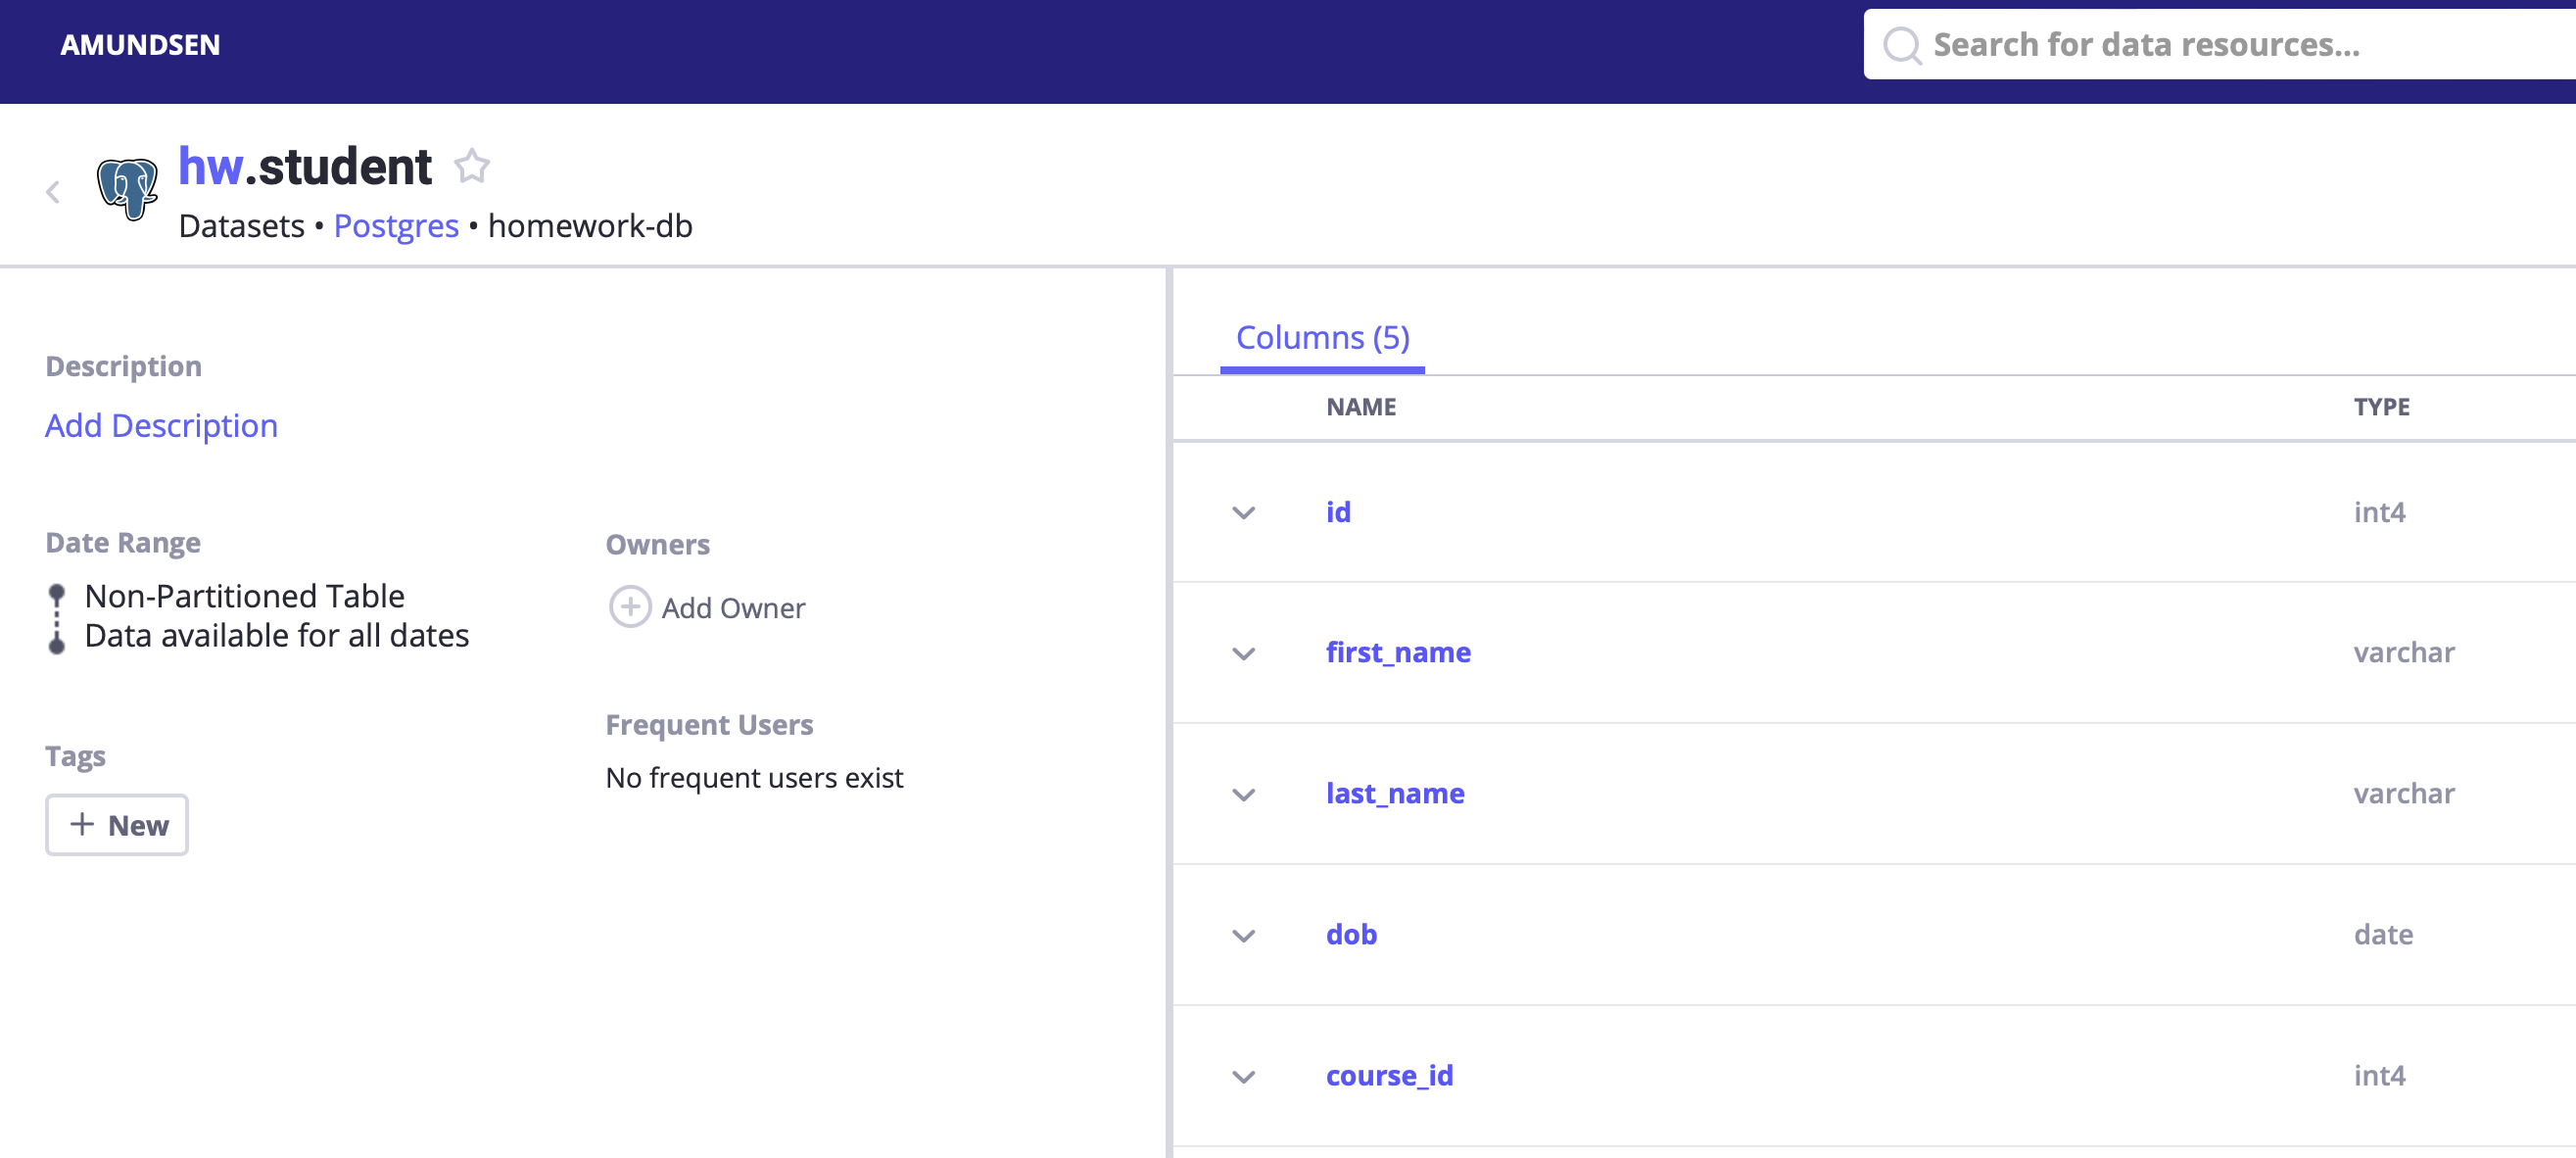 AMUNDSEN
Search for data resources...
hw.student
Datasets • Postgres • homework-db
Description
Add Description
Date Range
Non-Partitioned Table
Data available for all dates
Tags
+ New
Owners
Add Owner
Frequent Users
No frequent users exist
Columns (5)
NAME TYPE
id int4
first_name varchar
last_name varchar
dob date
course_id int4